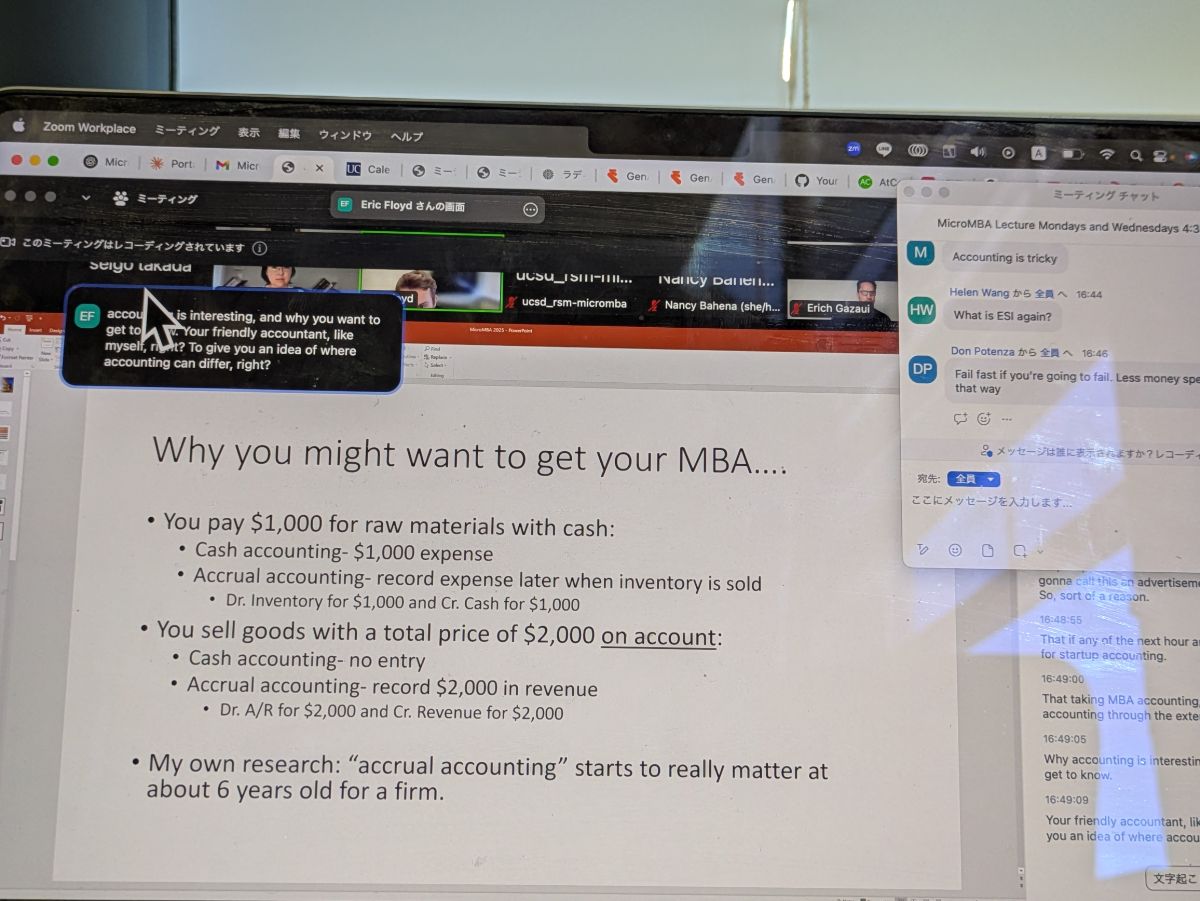 Zoom Workplace ミーティング 表示 編集 ウィンドウ ヘルプ
zm LINE A
Micr Port Micr UC Cale ミー ミー ラデ Gen Gen Gen Your AC AtC
ミーティング
EF Eric Floyd さんの画面
このミーティングはレコーディングされています
seiyo takada
ucsd_rsm-mi...
Nancy Bahen...
ucsd_rsm-micromba
Nancy Bahena (she/h...
Erich Gazaui
EF
is interesting, and why you want to
get to Your friendly accountant, like
myself, right? To give you an idea of where
accounting can differ, right?
MicroMBA 2025 - PowerPoint
Find
Replace
Select
Editing
Why you might want to get your MBA....
• You pay $1,000 for raw materials with cash:
• Cash accounting- $1,000 expense
• Accrual accounting- record expense later when inventory is sold
• Dr. Inventory for $1,000 and Cr. Cash for $1,000
• You sell goods with a total price of $2,000 on account:
• Cash accounting- no entry
• Accrual accounting- record $2,000 in revenue
• Dr. A/R for $2,000 and Cr. Revenue for $2,000
• My own research: “accrual accounting” starts to really matter at
about 6 years old for a firm.
ミーティング チャット
MicroMBA Lecture Mondays and Wednesdays 4:3
M
Accounting is tricky
Helen Wang から 全員 へ 16:44
HW
What is ESI again?
Don Potenza から 全員 へ 16:46
DP
Fail fast if you're going to fail. Less money spe
that way
メッセージは誰に表示されますか？レコーデ
宛先: 全員
ここにメッセージを入力します...
gonna call this an advertiseme
So, sort of a reason.
16:48:55
That if any of the next hour a
for startup accounting.
16:49:00
That taking MBA accounting,
accounting through the exte
16:49:05
Why accounting is interestin
get to know.
16:49:09
Your friendly accountant, lik
you an idea of where accou
文字起こ